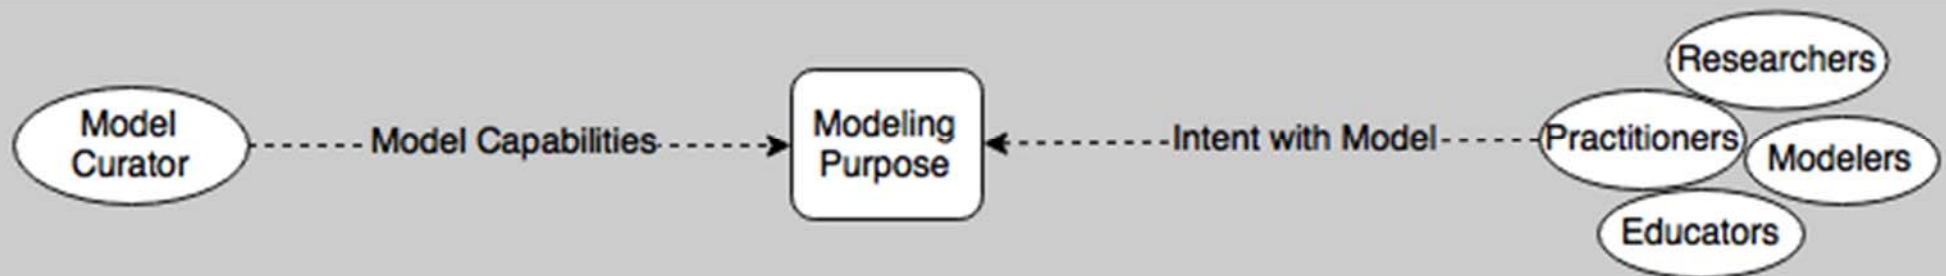 Model
Curator
Model Capabilities
Modeling
Purpose
Intent with Model
Researchers
Practitioners
Modelers
Educators